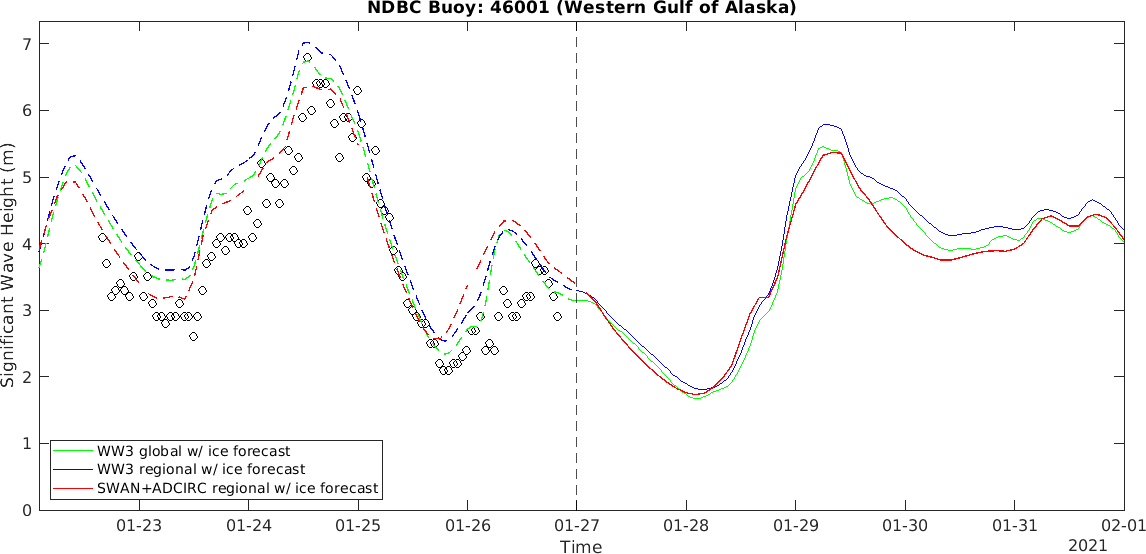 NDBC Buoy: 46001 (Western Gulf of Alaska)
7
6
5
4
3
2
1
0
Significant Wave Height (m)
WW3 global w/ ice forecast
WW3 regional w/ ice forecast
SWAN+ADCIRC regional w/ ice forecast
01-23 01-24 01-25 01-26 01-27 01-28 01-29 01-30 01-31 02-01
Time
2021